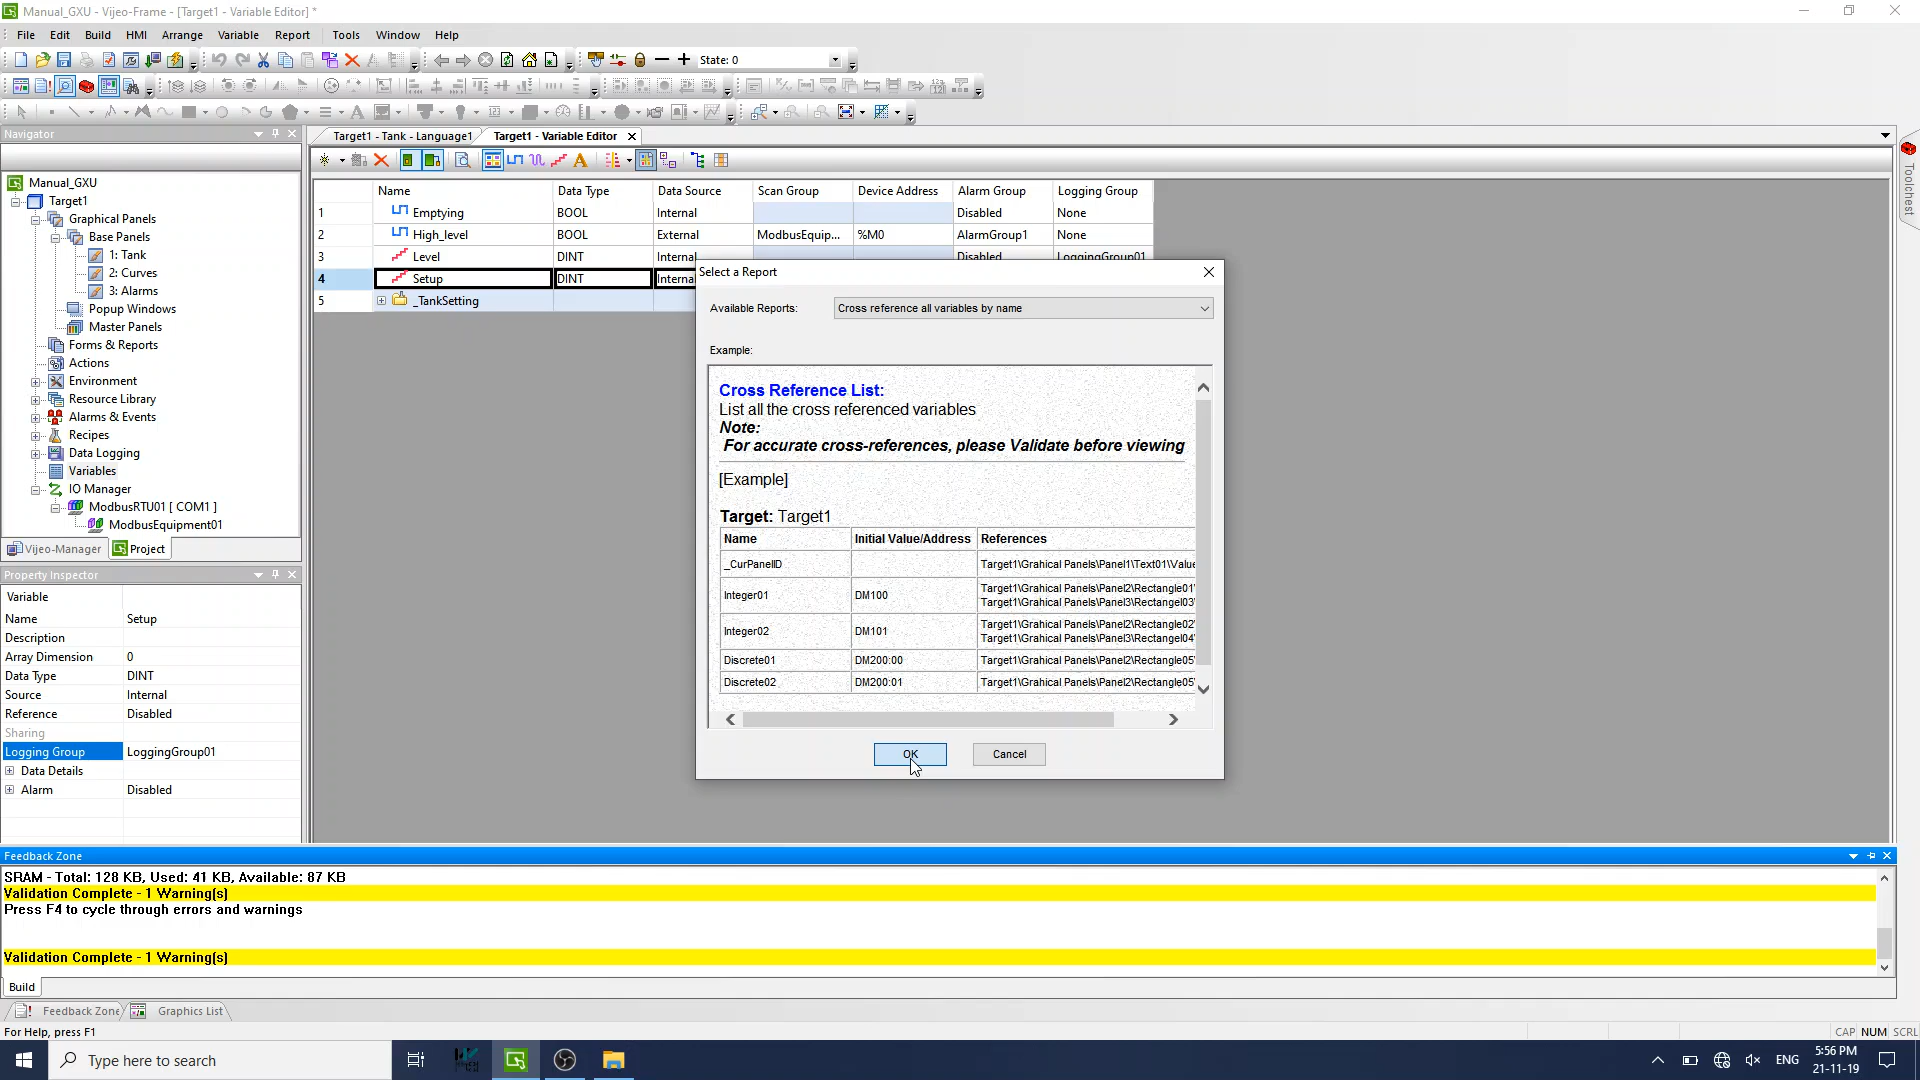 Manual_GXU - Vijeo-Frame - [Target1 - Variable Editor] *
File Edit Build HMI Arrange Variable Report Tools Window Help
State: 0
Navigator
Target1 - Tank - Language1
Target1 - Variable Editor
Toolchest
Manual_GXU
Target1
Graphical Panels
Base Panels
1: Tank
2: Curves
3: Alarms
Popup Windows
Master Panels
Forms & Reports
Actions
Environment
Resource Library
Alarms & Events
Recipes
Data Logging
Variables
IO Manager
ModbusRTU01 [ COM1 ]
ModbusEquipment01
Vijeo-Manager Project
Name Data Type Data Source Scan Group Device Address Alarm Group Logging Group
1 Emptying BOOL Internal Disabled None
2 High_level BOOL External ModbusEquip... %M0 AlarmGroup1 None
3 Level DINT Internal Disabled LoggingGroup01
4 Setup DINT Internal
5 _TankSetting
Select a Report
Available Reports: Cross reference all variables by name
Example:
Cross Reference List:
List all the cross referenced variables
Note:
For accurate cross-references, please Validate before viewing
[Example]
Target: Target1
Name Initial Value/Address References
_CurPanelID Target1\Grahical Panels\Panel1\Text01\Value
Integer01 DM100 Target1\Grahical Panels\Panel2\Rectangle01'
Target1\Grahical Panels\Panel3\Rectangel03'
Integer02 DM101 Target1\Grahical Panels\Panel2\Rectangle02'
Target1\Grahical Panels\Panel3\Rectangel04'
Discrete01 DM200:00 Target1\Grahical Panels\Panel2\Rectangle05'
Discrete02 DM200:01 Target1\Grahical Panels\Panel2\Rectangle05'
OK Cancel
Property Inspector
Variable
Name Setup
Description
Array Dimension 0
Data Type DINT
Source Internal
Reference Disabled
Sharing
Logging Group LoggingGroup01
Data Details
Alarm Disabled
Feedback Zone
SRAM - Total: 128 KB, Used: 41 KB, Available: 87 KB
Validation Complete - 1 Warning(s)
Press F4 to cycle through errors and warnings
Validation Complete - 1 Warning(s)
Build
Feedback Zone Graphics List
For Help, press F1
CAP NUM SCRL
Type here to search
ENG
5:56 PM
21-11-19